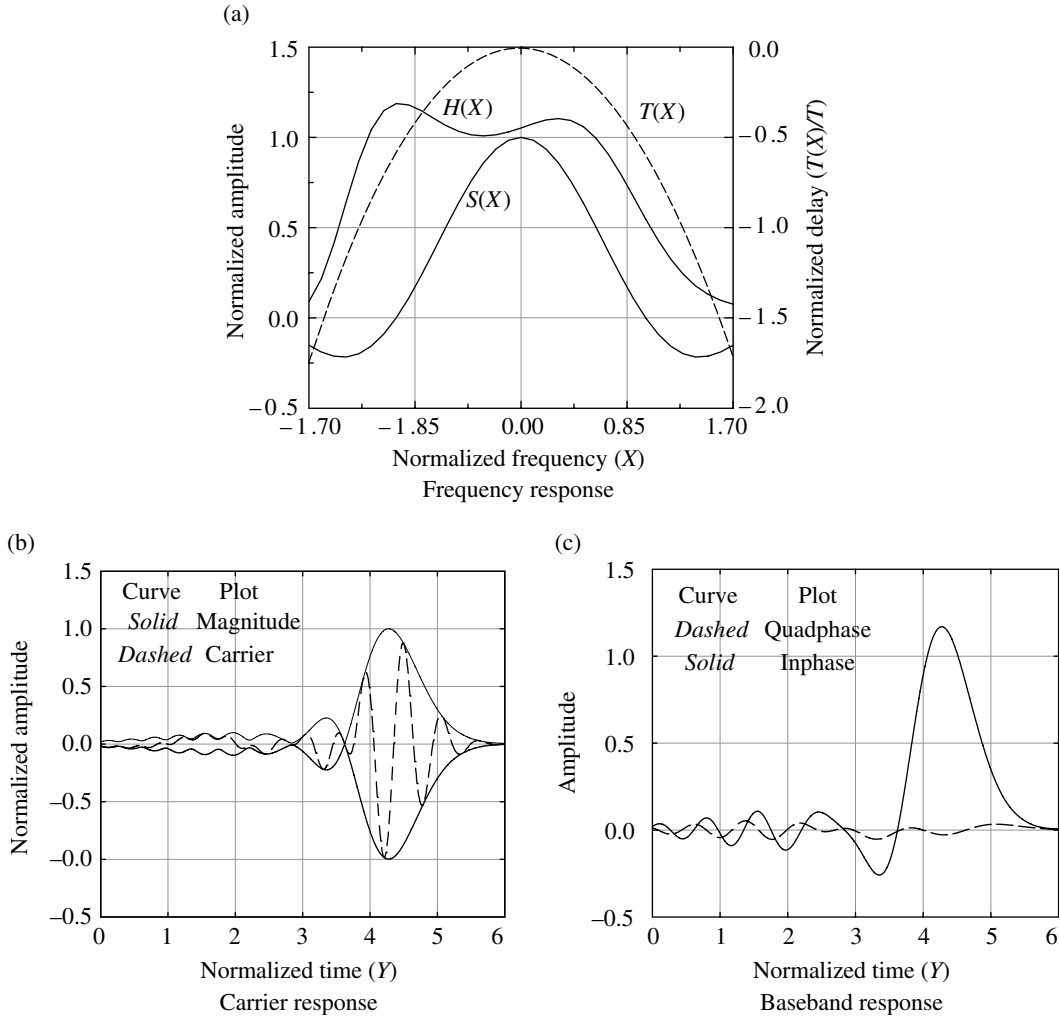 (a)
1.5
1.0
0.5
0.0
−0.5
Normalized amplitude
H(X)
S(X)
T(X)
0.0
−0.5
−1.0
−1.5
−2.0
Normalized delay (T(X)/T)
−1.70
−1.85
0.00
0.85
1.70
Normalized frequency (X)
Frequency response
(b)
1.5
1.0
0.5
0.0
−0.5
−0.0
−0.5
Normalized amplitude
Curve Plot
Solid Magnitude
Dashed Carrier
0 1 2 3 4 5 6
Normalized time (Y)
Carrier response
(c)
1.5
1.0
0.5
0.0
−0.5
Amplitude
Curve Plot
Dashed Quadphase
Solid Inphase
0 1 2 3 4 5 6
Normalized time (Y)
Baseband response